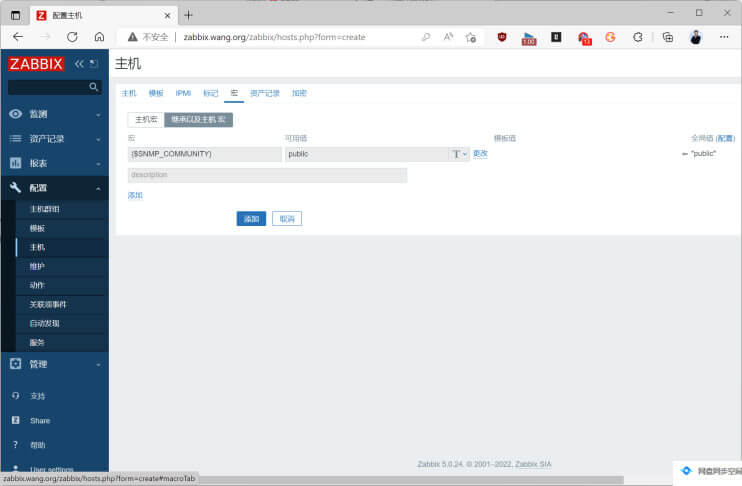 配置主机
不安全 zabbix.wang.org/zabbix/hosts.php?form=create
1.00
ZABBIX
监测
资产记录
报表
配置
主机群组
模板
主机
维护
动作
关联项事件
自动发现
服务
管理
支持
Share
帮助
User settings
主机
主机 模板 IPMI 标记 宏 资产记录 加密
主机宏 继承以及主机 宏
宏 可用值 模板值 全局值 (配置)
{$SNMP_COMMUNITY} public T 更改 ⇐ "public"
description
添加
添加 取消
Zabbix 5.0.24. © 2001–2022, Zabbix SIA
zabbix.wang.org/zabbix/hosts.php?form=create#macroTab
网盘同步空间